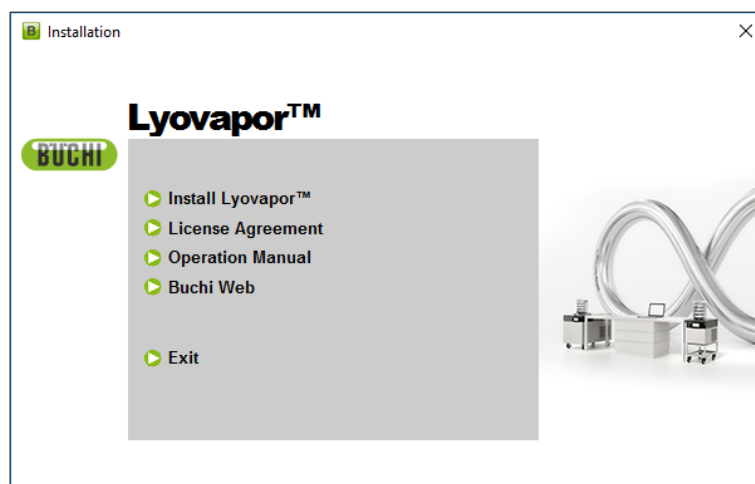 B Installation
Lyovapor™
BUCHI
Install Lyovapor™
License Agreement
Operation Manual
Buchi Web
Exit